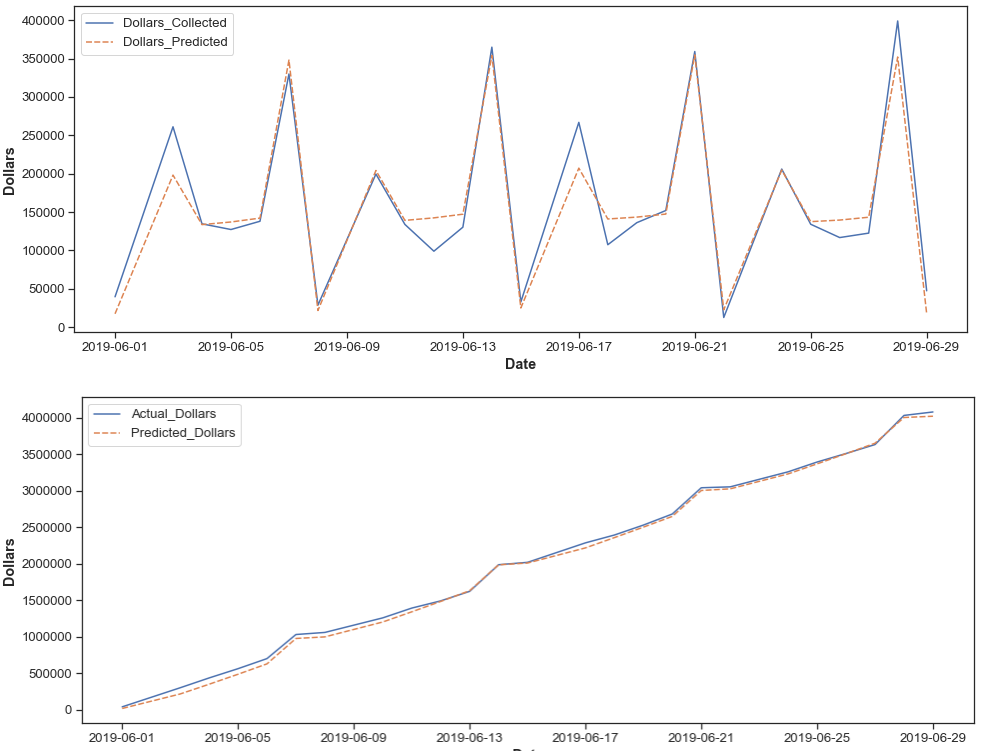 400000
350000
300000
250000
200000
150000
100000
50000
0
Dollars
Dollars_Collected
Dollars_Predicted
2019-06-01 2019-06-05 2019-06-09 2019-06-13 2019-06-17 2019-06-21 2019-06-25 2019-06-29
Date
4000000
3500000
3000000
2500000
2000000
1500000
1000000
500000
0
Dollars
Actual_Dollars
Predicted_Dollars
2019-06-01 2019-06-05 2019-06-09 2019-06-13 2019-06-17 2019-06-21 2019-06-25 2019-06-29